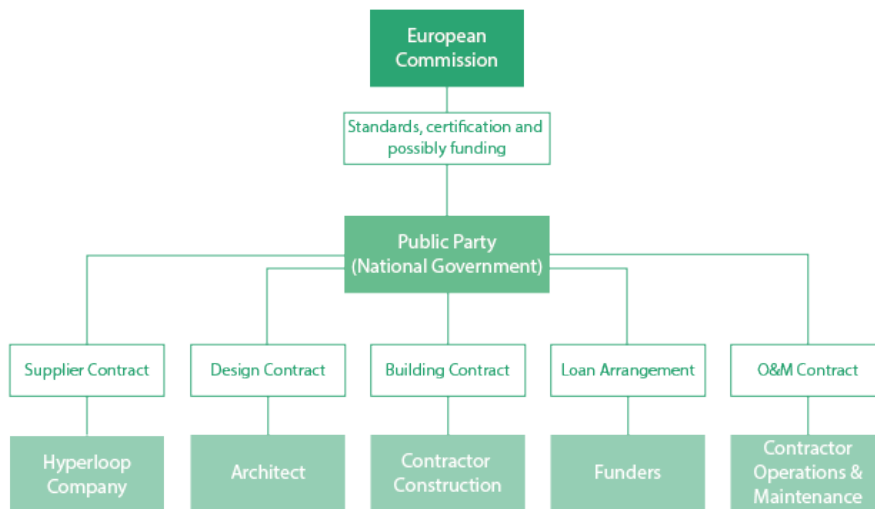 European
Commission
Standards, certification and
possibly funding
Public Party
(National Government)
Supplier Contract
Design Contract
Building Contract
Loan Arrangement
O&M Contract
Hyperloop
Company
Architect
Contractor
Construction
Funders
Contractor
Operations &
Maintenance